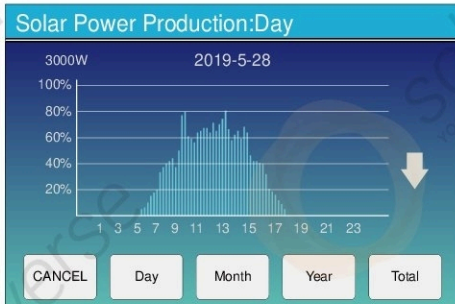 Solar Power Production:Day
3000W 2019-5-28
100%
80%
60%
40%
20%
1 3 5 7 9 11 13 15 17 19 21 23
CANCEL Day Month Year Total